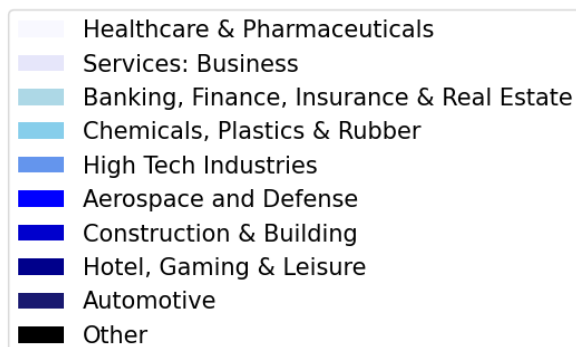 Healthcare & Pharmaceuticals
Services: Business
Banking, Finance, Insurance & Real Estate
Chemicals, Plastics & Rubber
High Tech Industries
Aerospace and Defense
Construction & Building
Hotel, Gaming & Leisure
Automotive
Other